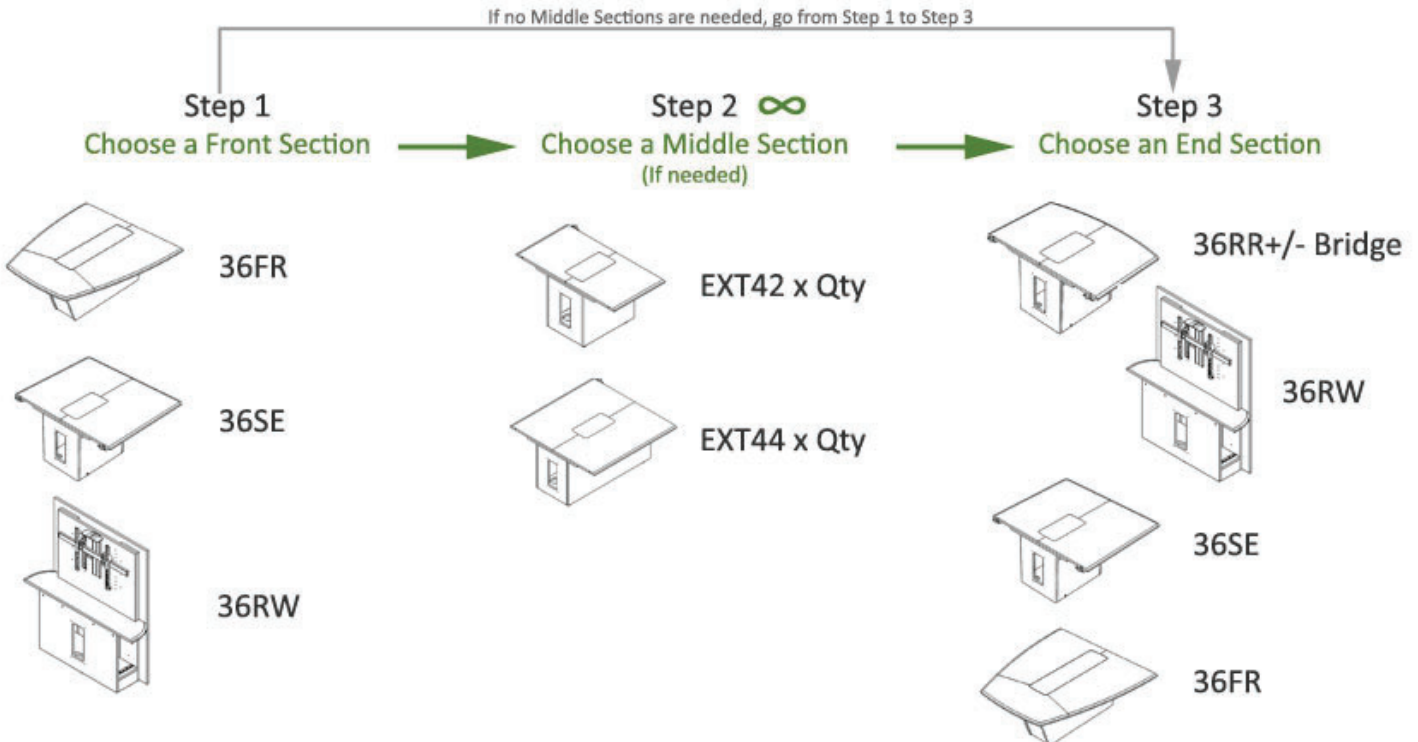 If no Middle Sections are needed, go from Step 1 to Step 3
Step 1
Choose a Front Section
36FR
36SE
36RW
Step 2 ∞
Choose a Middle Section
(If needed)
EXT42 x Qty
EXT44 x Qty
Step 3
Choose an End Section
36RR+/- Bridge
36RW
36SE
36FR